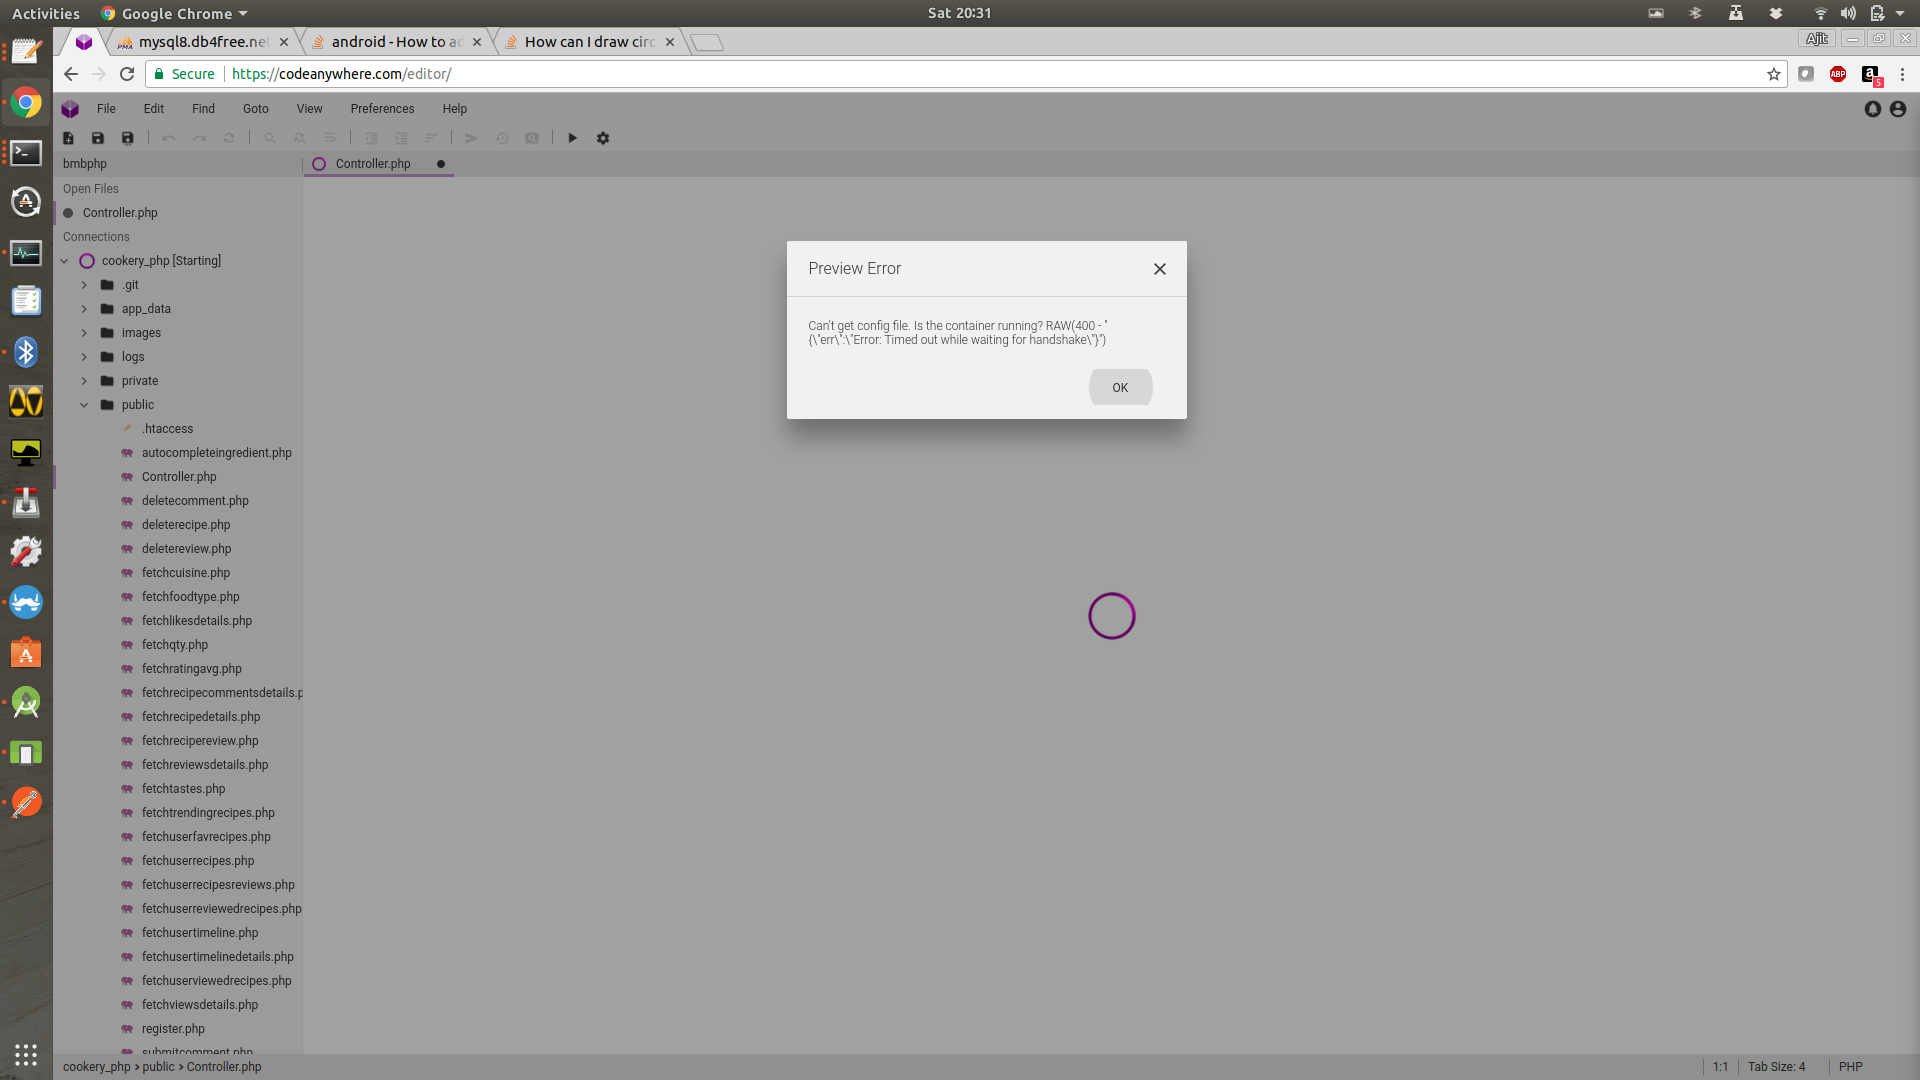 Activities Google Chrome Sat 20:31
mysql8.db4free.net android - How to ad How can I draw circ Ajit
Secure https://codeanywhere.com/editor/ ABP a 5
File Edit Find Goto View Preferences Help
bmbphp Controller.php
Open Files
Controller.php
Connections
cookery_php [Starting]
.git
app_data
images
logs
private
public
.htaccess
autocompleteingredient.php
Controller.php
deletecomment.php
deleterecipe.php
deletereview.php
fetchcuisine.php
fetchfoodtype.php
fetchlikesdetails.php
fetchqty.php
fetchratingavg.php
fetchrecipecommentsdetails.p
fetchrecipedetails.php
fetchrecipereview.php
fetchreviewsdetails.php
fetchtastes.php
fetchtrendingrecipes.php
fetchuserfavrecipes.php
fetchuserrecipes.php
fetchuserrecipesreviews.php
fetchuserreviewedrecipes.php
fetchusertimeline.php
fetchusertimelinedetails.php
fetchuserviewedrecipes.php
fetchviewsdetails.php
register.php
submitcomment.php
Preview Error
Can't get config file. Is the container running? RAW(400 - "
{\"err\":\"Error: Timed out while waiting for handshake\"}")
OK
cookery_php > public > Controller.php 1:1 Tab Size: 4 PHP